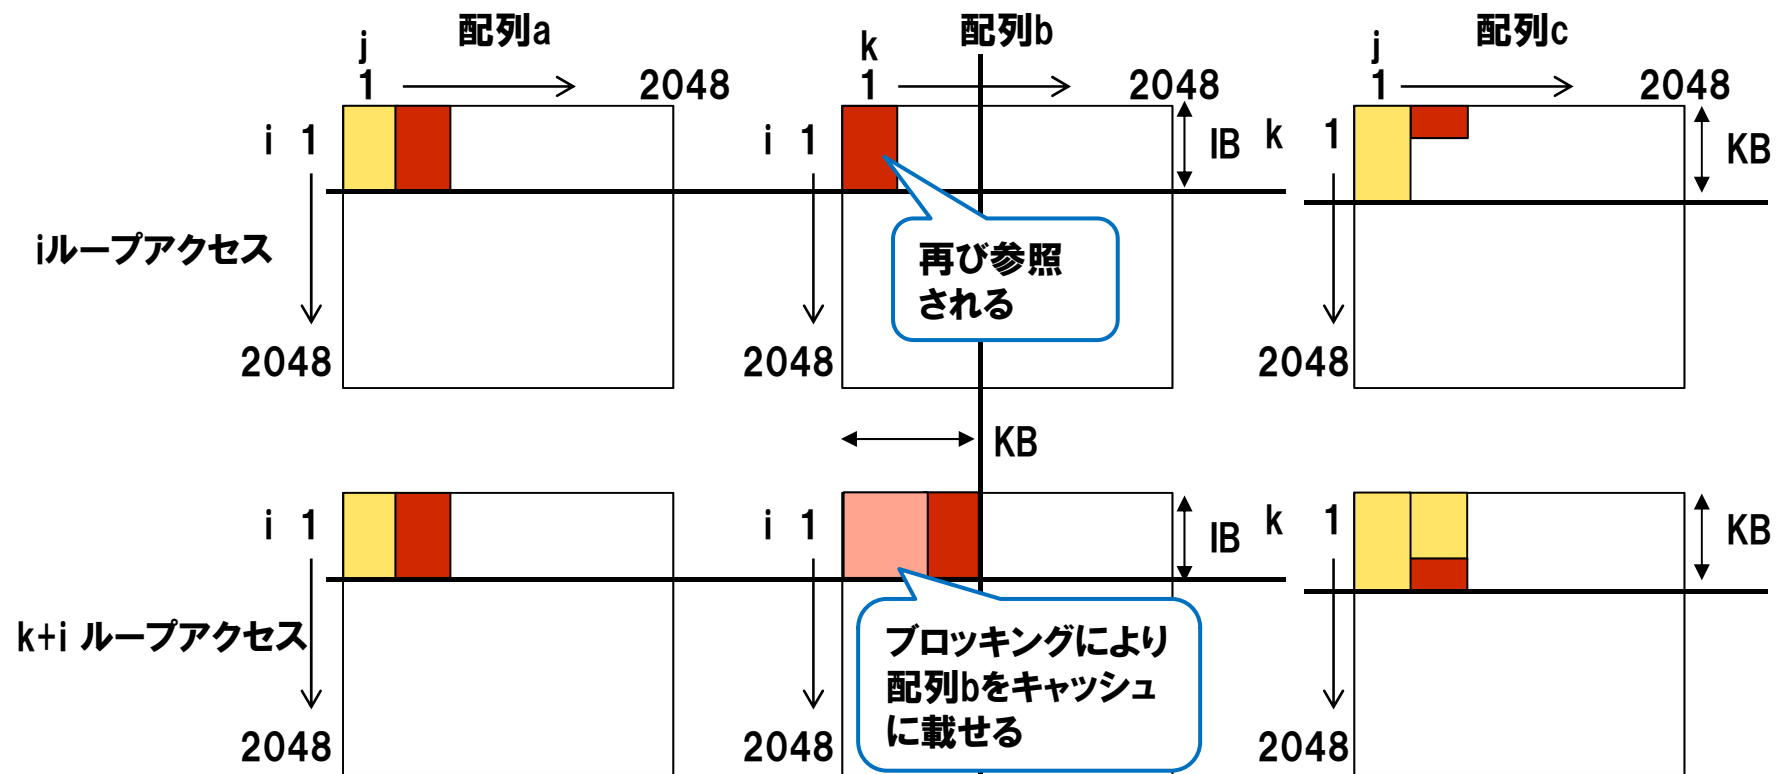 配列a
配列b
配列c
j
k
j
1
2048
1
2048
1
2048
i 1
i 1
IB
k 1
KB
iループアクセス
再び参照
される
2048
2048
2048
KB
i 1
i 1
IB
k 1
KB
k+i ループアクセス
ブロッキングにより
配列bをキャッシュ
に載せる
2048
2048
2048